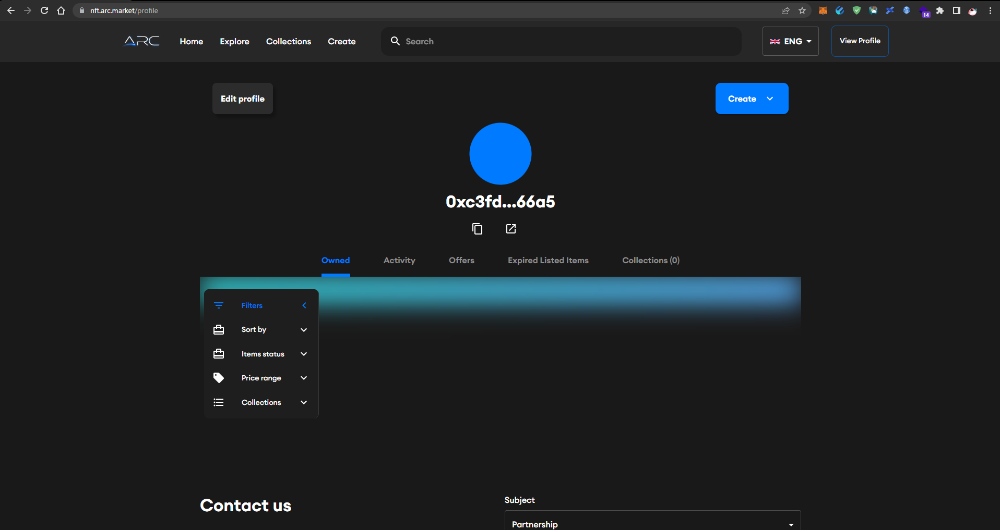 nft.arc.market/profile
14
ARC
Home
Explore
Collections
Create
Search
ENG
View Profile
Edit profile
Create
0xc3fd...66a5
Owned
Activity
Offers
Expired Listed Items
Collections (0)
Filters
Sort by
Items status
Price range
Collections
Contact us
Subject
Partnership